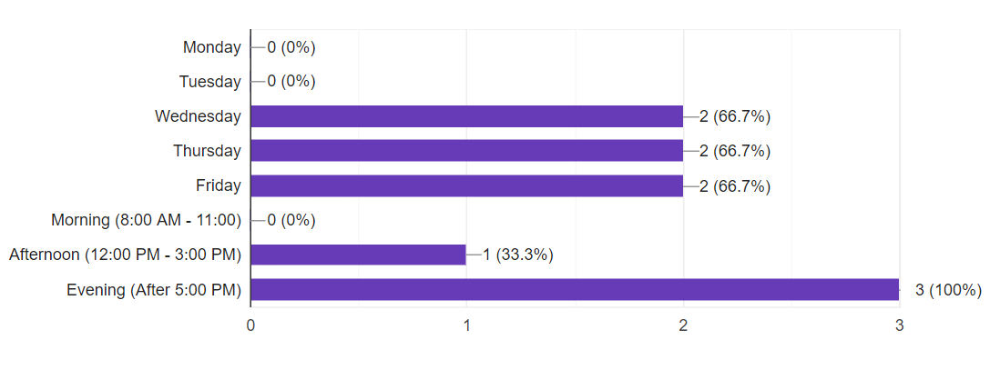 Monday 0 (0%)
Tuesday 0 (0%)
Wednesday 2 (66.7%)
Thursday 2 (66.7%)
Friday 2 (66.7%)
Morning (8:00 AM - 11:00) 0 (0%)
Afternoon (12:00 PM - 3:00 PM) 1 (33.3%)
Evening (After 5:00 PM) 3 (100%)
0 1 2 3